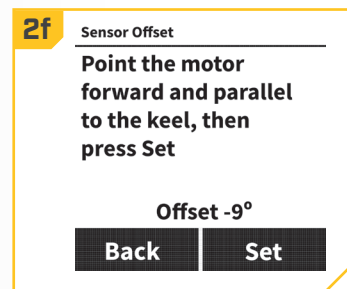 2f
Sensor Offset
Point the motor
forward and parallel
to the keel, then
press Set
Offset -9°
Back Set